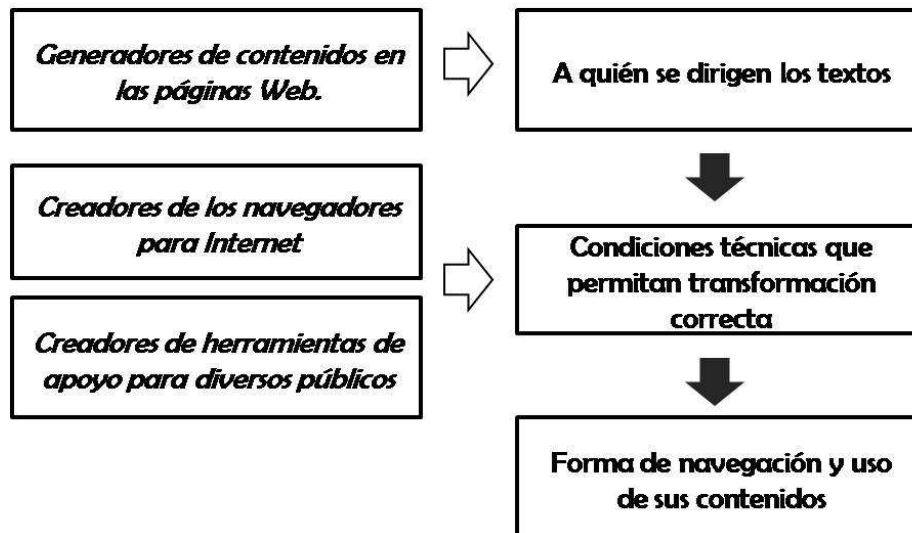 Generadores de contenidos en
las páginas Web.
A quién se dirigen los textos
Creadores de los navegadores
para Internet
Condiciones técnicas que
permitan transformación
correcta
Creadores de herramientas de
apoyo para diversos públicos
Forma de navegación y uso
de sus contenidos